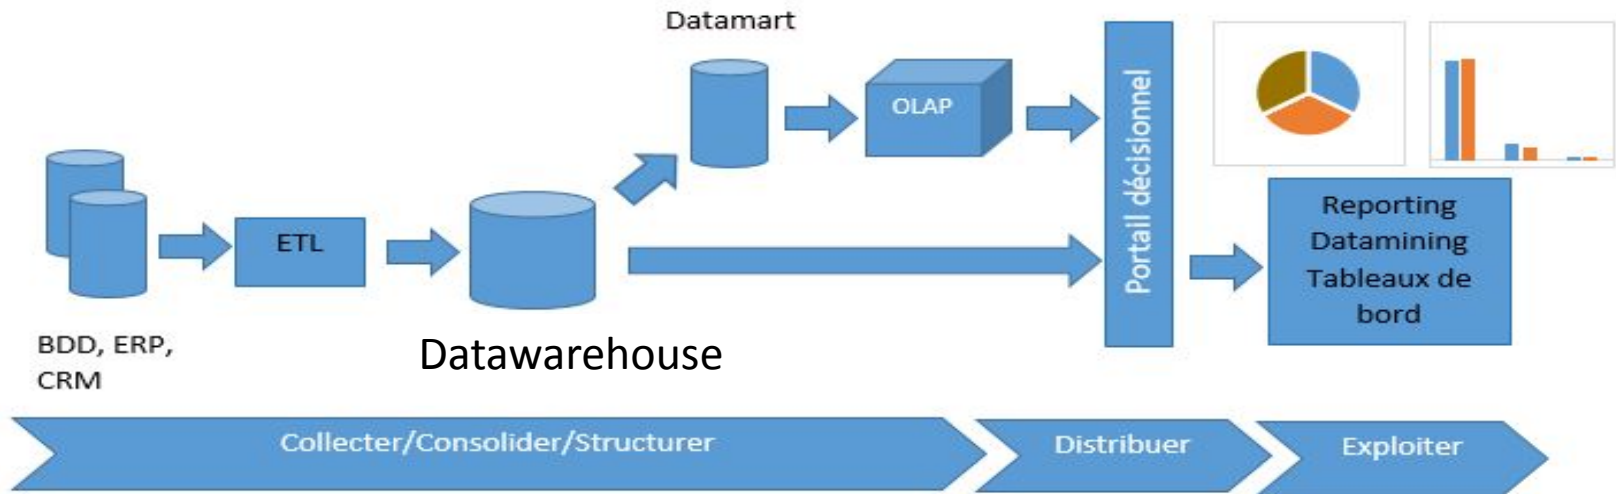 Datamart
OLAP
Portail décisionnel
ETL
Reporting
Datamining
Tableaux de
bord
BDD, ERP,
CRM
Datawarehouse
Collecter/Consolider/Structurer
Distribuer
Exploiter